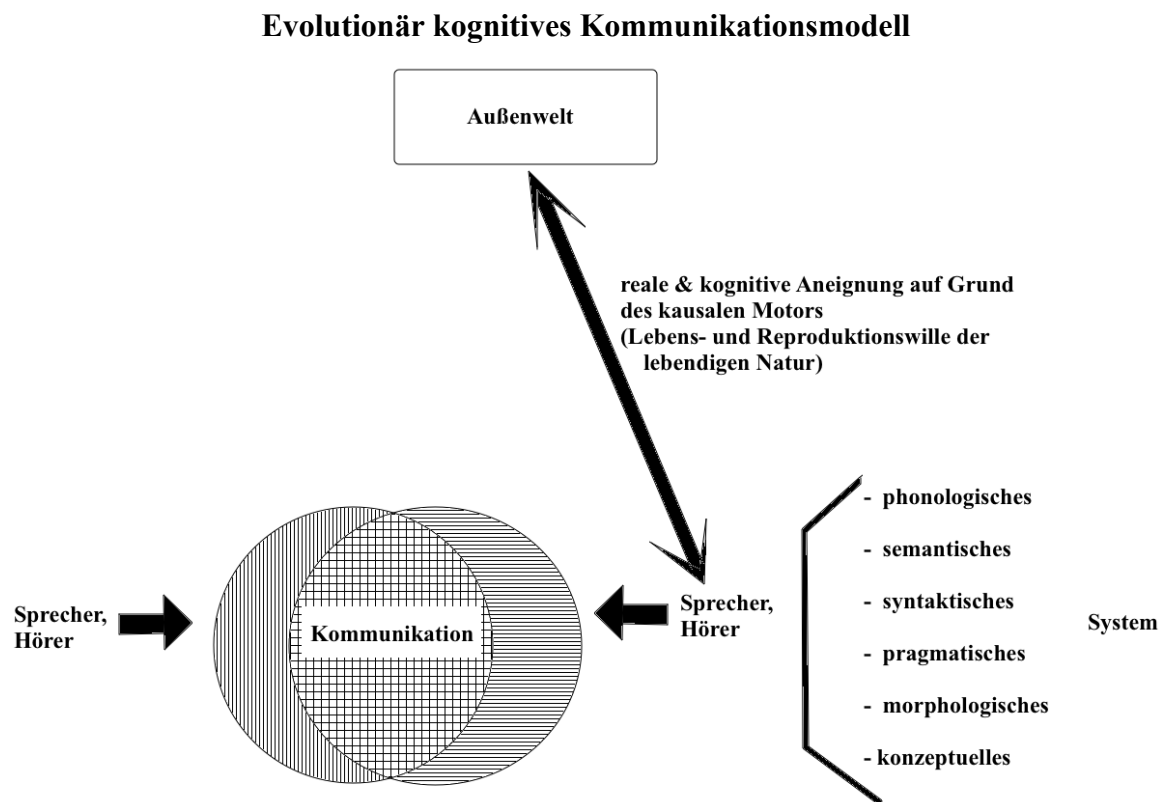 Evolutionär kognitives Kommunikationsmodell
Außenwelt
reale & kognitive Aneignung auf Grund
des kausalen Motors
(Lebens- und Reproduktionswille der
lebendigen Natur)
Sprecher,
Hörer
Kommunikation
Sprecher,
Hörer
- phonologisches
- semantisches
- syntaktisches
- pragmatisches
- morphologisches
- konzeptuelles
System